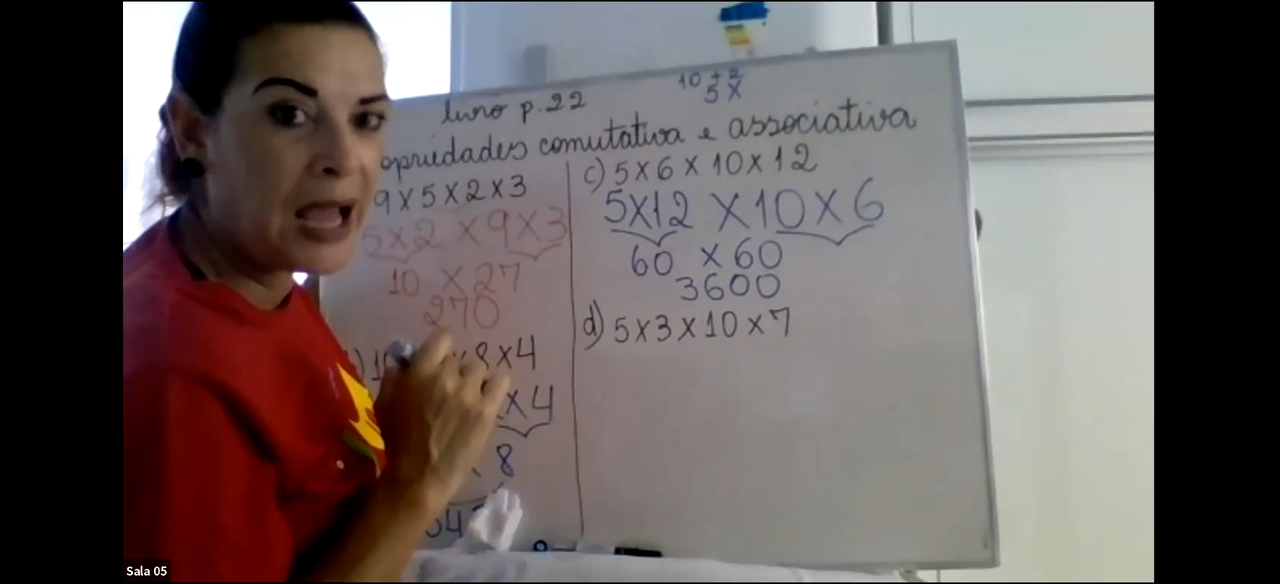 livro p.22
10 + 2
5 x
opriedades comutativa e associativa
9 x 5 x 2 x 3
5 x 2 x 9 x 3
10 x 27
270
x 8 x 4
x 4
8
c) 5 x 6 x 10 x 12
5 x 12 x 10 x 6
60 x 60
3600
d) 5 x 3 x 10 x 7
Sala 05